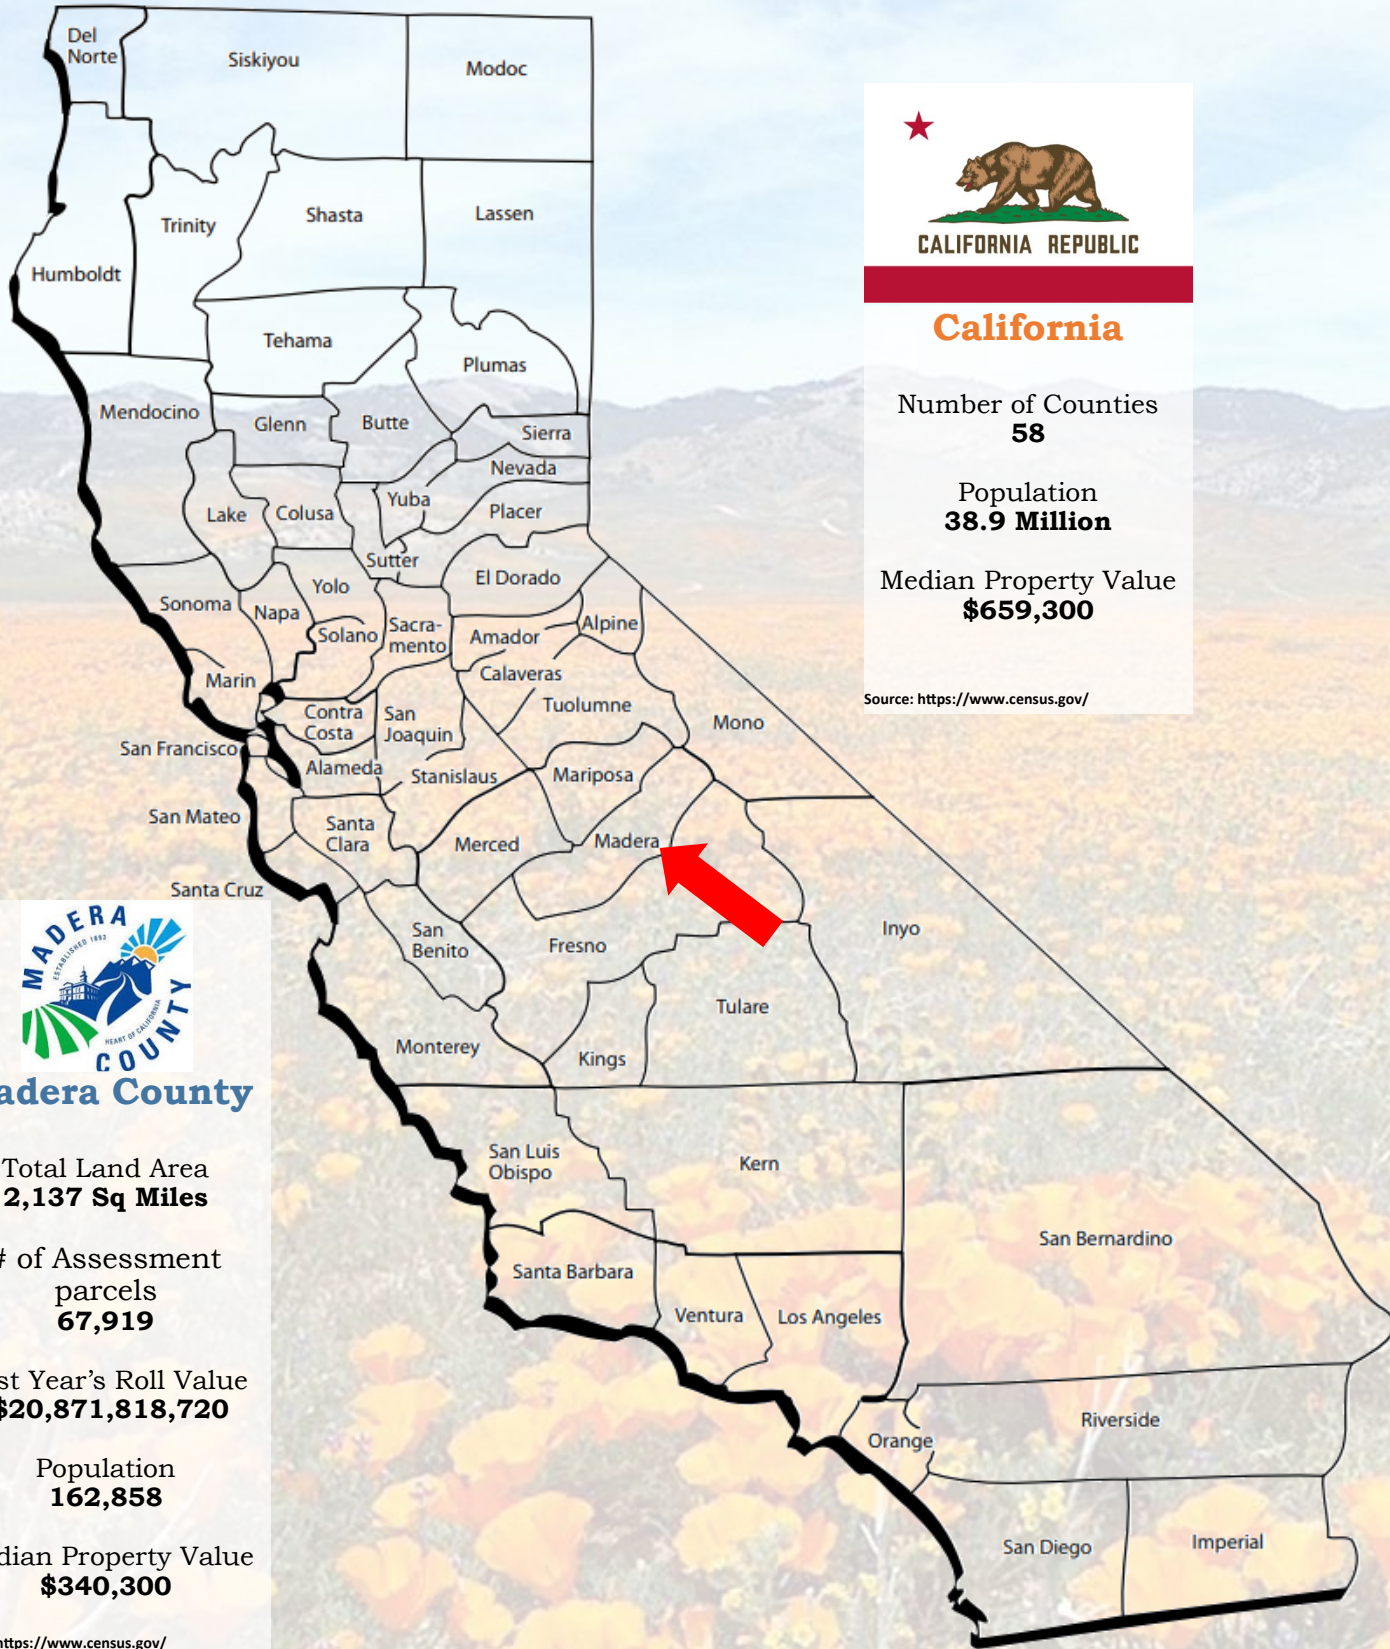 Del
Norte
Siskiyou
Modoc
Trinity
Shasta
Lassen
Humboldt
Tehama
Plumas
Mendocino
Glenn
Butte
Sierra
Nevada
Lake
Colusa
Yuba
Placer
Sutter
El Dorado
Yolo
Sonoma
Napa
Solano
Sacra-
mento
Amador
Alpine
Marin
Calaveras
Contra
Costa
San
Joaquin
Tuolumne
Mono
San Francisco
Alameda
Stanislaus
Mariposa
San Mateo
Santa
Clara
Merced
Madera
Santa Cruz
San
Benito
Fresno
Inyo
Tulare
Monterey
Kings
San Luis
Obispo
Kern
San Bernardino
Santa Barbara
Ventura
Los Angeles
Orange
Riverside
San Diego
Imperial
CALIFORNIA REPUBLIC
California
Number of Counties
58
Population
38.9 Million
Median Property Value
$659,300
Source: https://www.census.gov/
MADERA
ESTABLISHED 1893
HEART OF CALIFORNIA
COUNTY
adera County
Total Land Area
2,137 Sq Miles
# of Assessment
parcels
67,919
st Year’s Roll Value
$20,871,818,720
Population
162,858
dian Property Value
$340,300
https://www.census.gov/